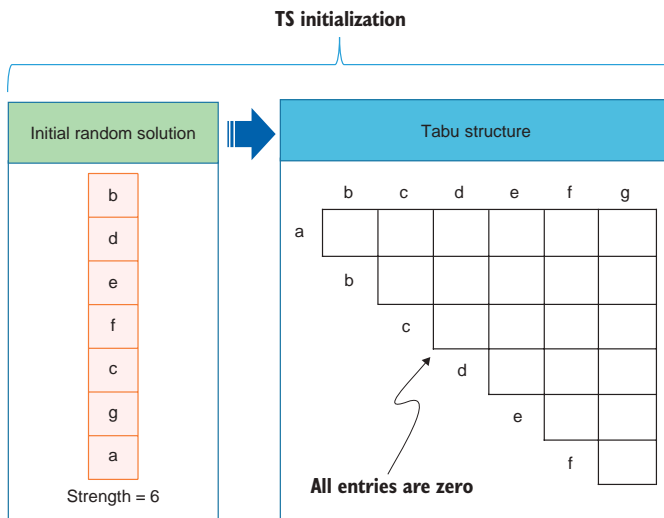 TS initialization
Initial random solution
Tabu structure
b
d
e
f
c
g
a
Strength = 6
b c d e f g
a
b
c
d
e
f
All entries are zero